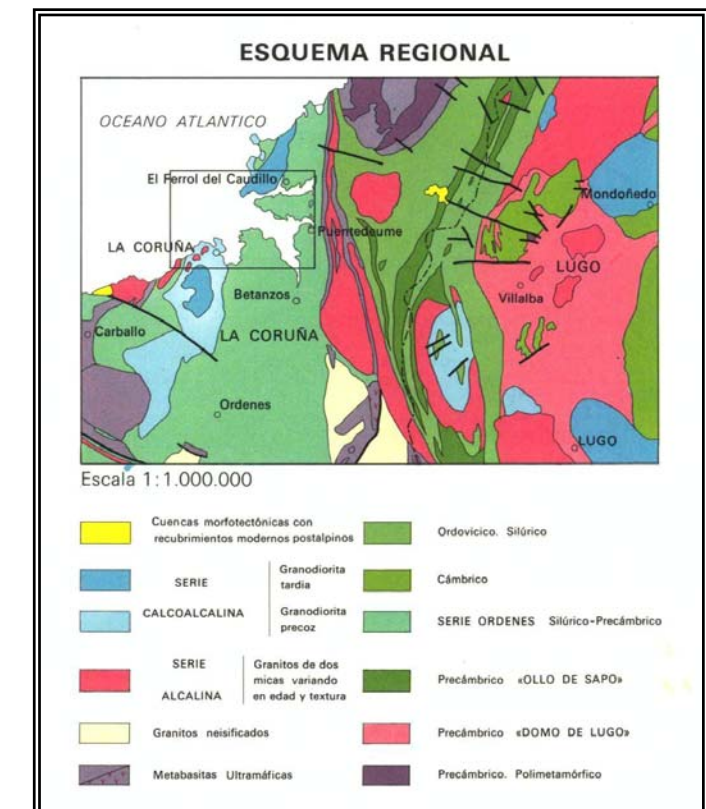 ESQUEMA REGIONAL
OCEANO ATLANTICO
El Ferrol del Caudillo
Mondoñedo
Puentedeume
LA CORUÑA
LUGO
Betanzos
Villalba
Carballo
LA CORUÑA
Ordenes
LUGO
Escala 1:1.000.000
Cuencas morfotectónicas con
recubrimientos modernos postalpinos
SERIE
CALCOALCALINA
Granodiorita
tardia
Granodiorita
precoz
SERIE
ALCALINA
Granitos de dos
micas variando
en edad y textura
Granitos neisificados
Metabasitas Ultramáficas
Ordovicico. Silúrico
Cámbrico
SERIE ORDENES Silúrico-Precámbrico
Precámbrico «OLLO DE SAPO»
Precámbrico «DOMO DE LUGO»
Precámbrico. Polimetamórfico